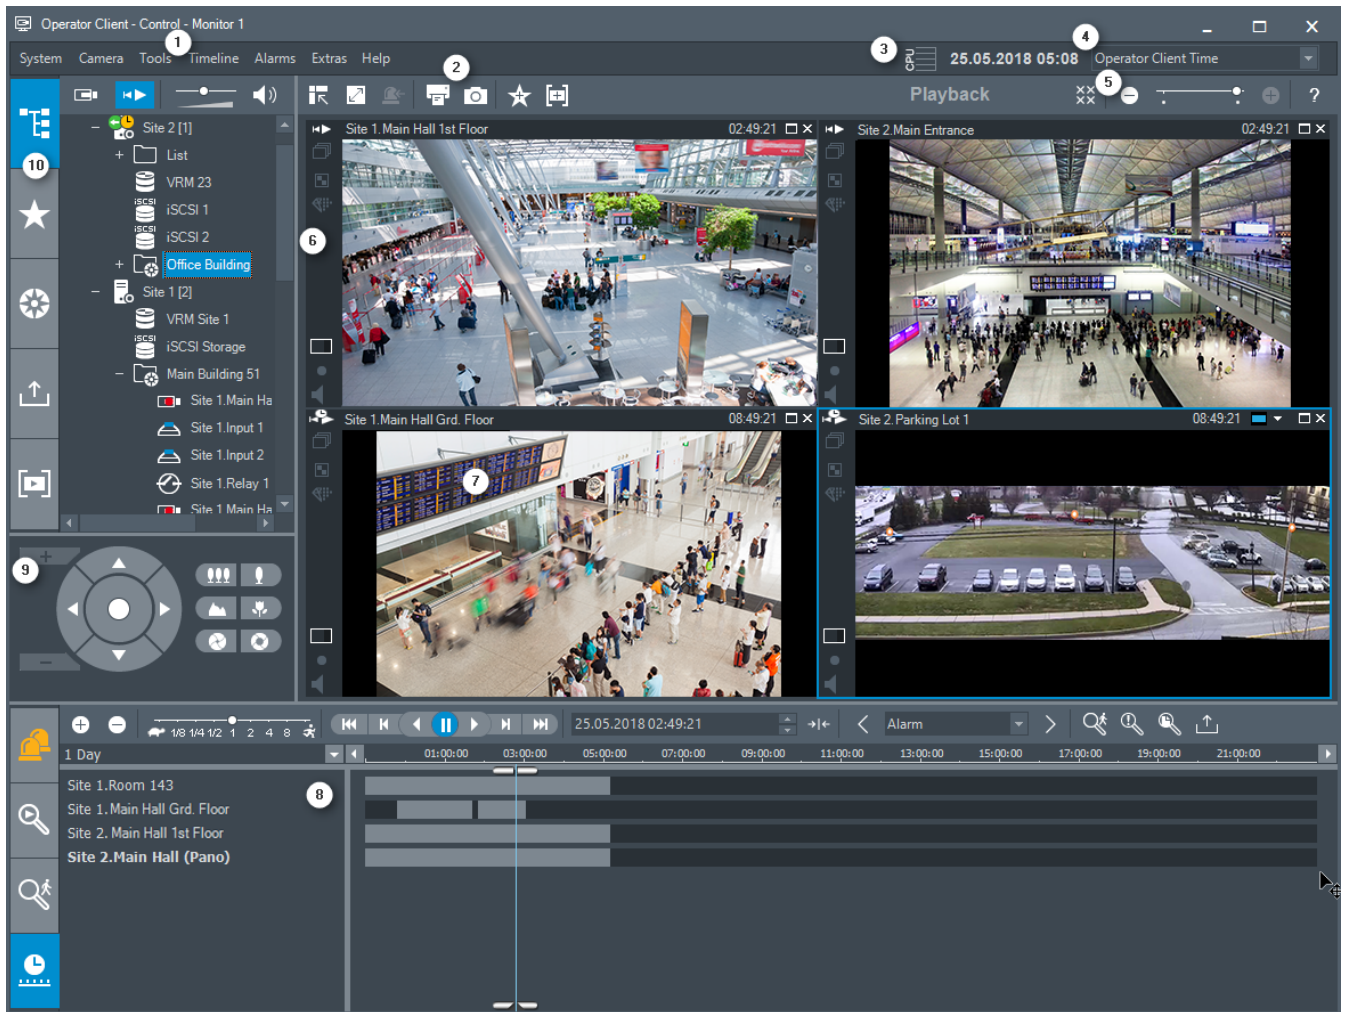 Operator Client - Control - Monitor 1
1
System Camera Tools Timeline Alarms Extras Help
2
3
CPU
25.05.2018 05:08
4
Operator Client Time
5
Playback
?
10
Site 2 [1]
List
VRM 23
iSCSI iSCSI 1
iSCSI iSCSI 2
Office Building
Site 1 [2]
VRM Site 1
iSCSI iSCSI Storage
Main Building 51
Site 1.Main Ha
Site 1.Input 1
Site 1.Input 2
Site 1.Relay 1
Site 1 Main Ha
Site 1.Main Hall 1st Floor 02:49:21
Site 2.Main Entrance 02:49:21
6
Site 1.Main Hall Grd. Floor 08:49:21
Site 2.Parking Lot 1 08:49:21
7
9
1/8 1/4 1/2 1 2 4 8
25.05.2018 02:49:21
Alarm
1 Day
01:00:00 03:00:00 05:00:00 07:00:00 09:00:00 11:00:00 13:00:00 15:00:00 17:00:00 19:00:00 21:00:00
8
Site 1.Room 143
Site 1.Main Hall Grd. Floor
Site 2. Main Hall 1st Floor
Site 2.Main Hall (Pano)